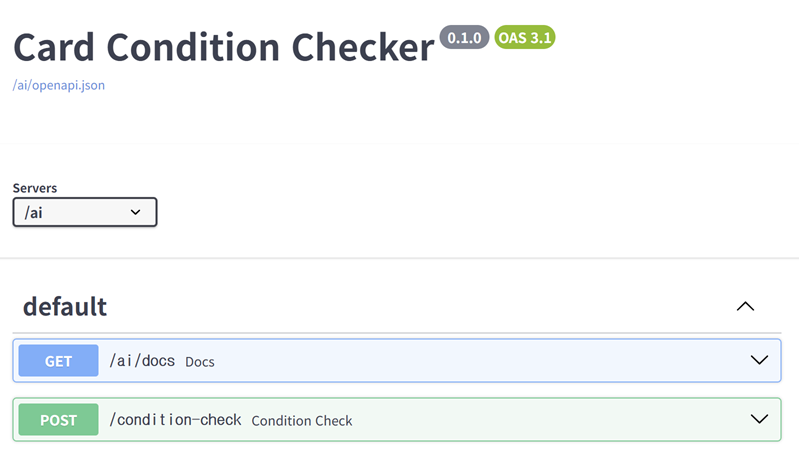 Card Condition Checker 0.1.0 OAS 3.1
/ai/openapi.json
Servers
/ai
default
GET /ai/docs Docs
POST /condition-check Condition Check